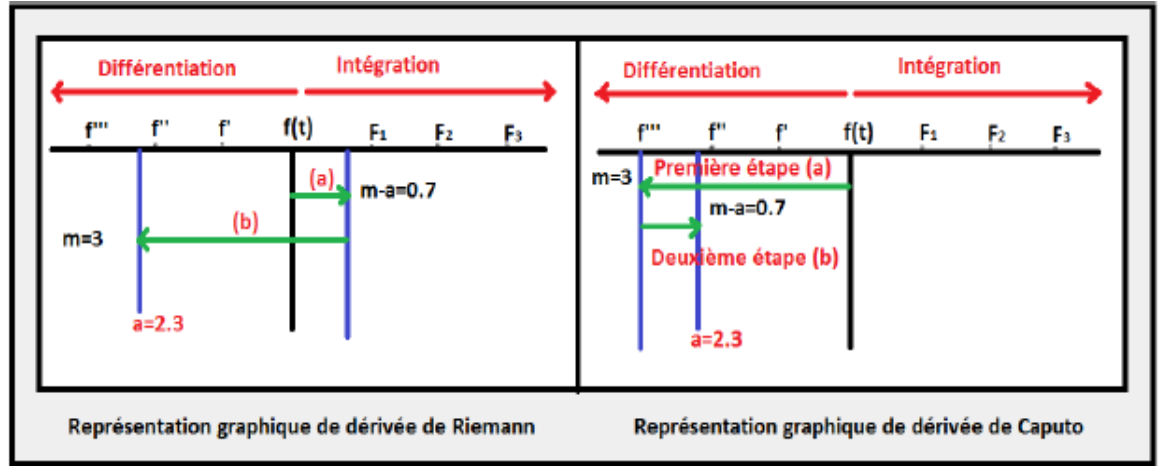 Différentiation Intégration
f''' f'' f' f(t) F₁ F₂ F₃
(a)
m-a=0.7
(b)
m=3
a=2.3
Représentation graphique de dérivée de Riemann
Différentiation Intégration
f''' f'' f' f(t) F₁ F₂ F₃
Première étape (a)
m=3
m-a=0.7
Deuxième étape (b)
a=2.3
Représentation graphique de dérivée de Caputo